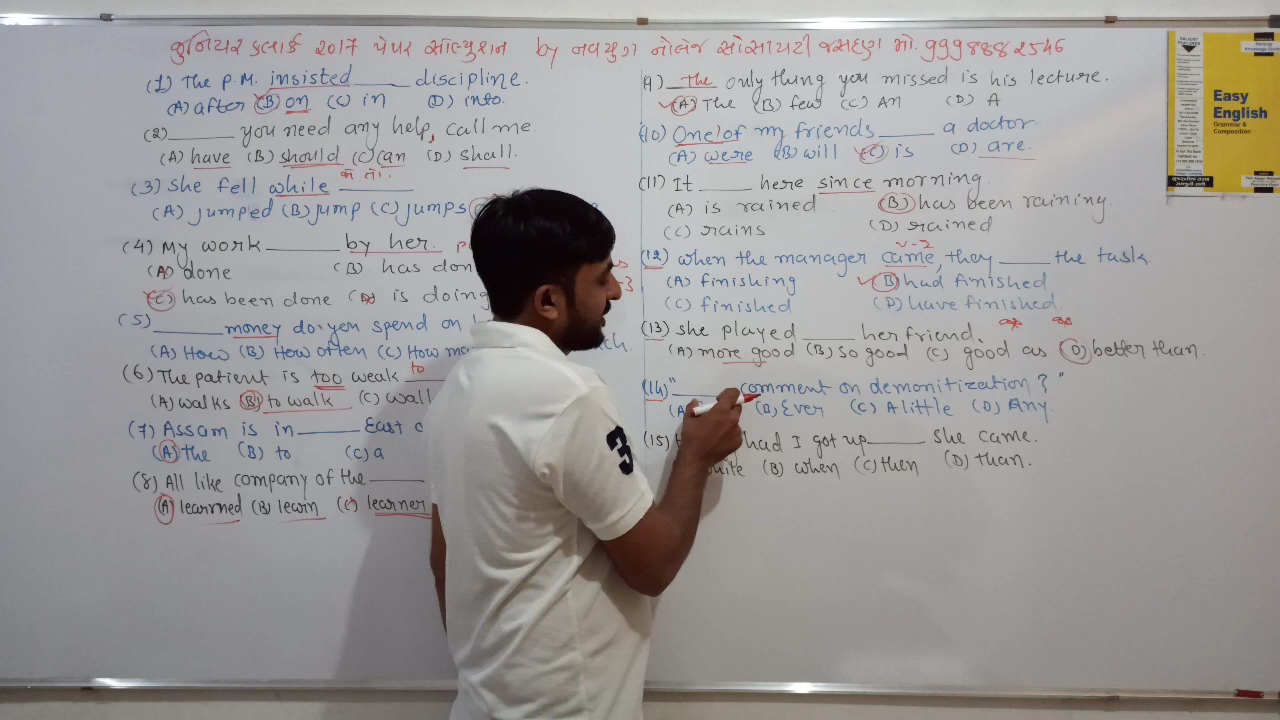 જુનિયર કલાર્ક 2017 પેપર સોલ્યુશન by નવયુગ નોલેજ સોસાયટી જસદણ મો. 9998882546
(1) The P.M. insisted ____ discipline.
(A) after (B) on (C) in (D) into.
(2) ____ you need any help, call me
(A) have (B) should (C) can (D) shall.
(3) She fell while ____
(A) Jumped (B) Jump (C) Jumps
(4) My work ____ by her.
(A) done (B) has done
(C) has been done (D) is doing
(5) ____ money do you spend on
(A) How (B) How often (C) How
(6) The patient is too weak to
(A) walks (B) to walk (C)
(7) Assam is in ____ East
(A) the (B) to (C) a
(8) All like company of the ____
(A) learned (B) learn (C) learner
9) The only thing you missed is his lecture.
(A) The (B) few (C) An (D) A
(10) One of my friends ____ a doctor.
(A) were (B) will (C) is (D) are.
(11) It ____ here since morning
(A) is rained (B) has been raining.
(C) rains (D) rained
v-2
(12) when the manager came, they ____ the task.
(A) finishing (B) had finished
(C) finished (D) have finished.
(13) she played ____ her friend.
(A) more good (B) so good (C) good as (D) better than.
(14) "____ comment on demonitization? "
(B) Ever (C) A little (D) Any.
(15) had I got up ____ she came.
(B) when (C) then (D) than.
Easy
English
Grammar &
Composition